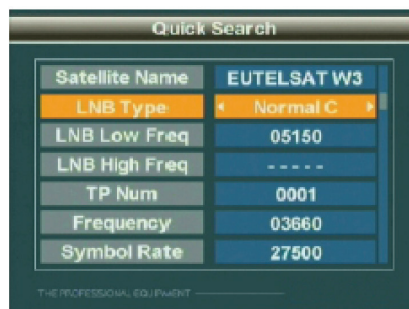 Quick Search
Satellite Name EUTELSAT W3
LNB Type Normal C
LNB Low Freq 05150
LNB High Freq -----
TP Num 0001
Frequency 03660
Symbol Rate 27500
THE PROFESSIONAL EQUIPMENT